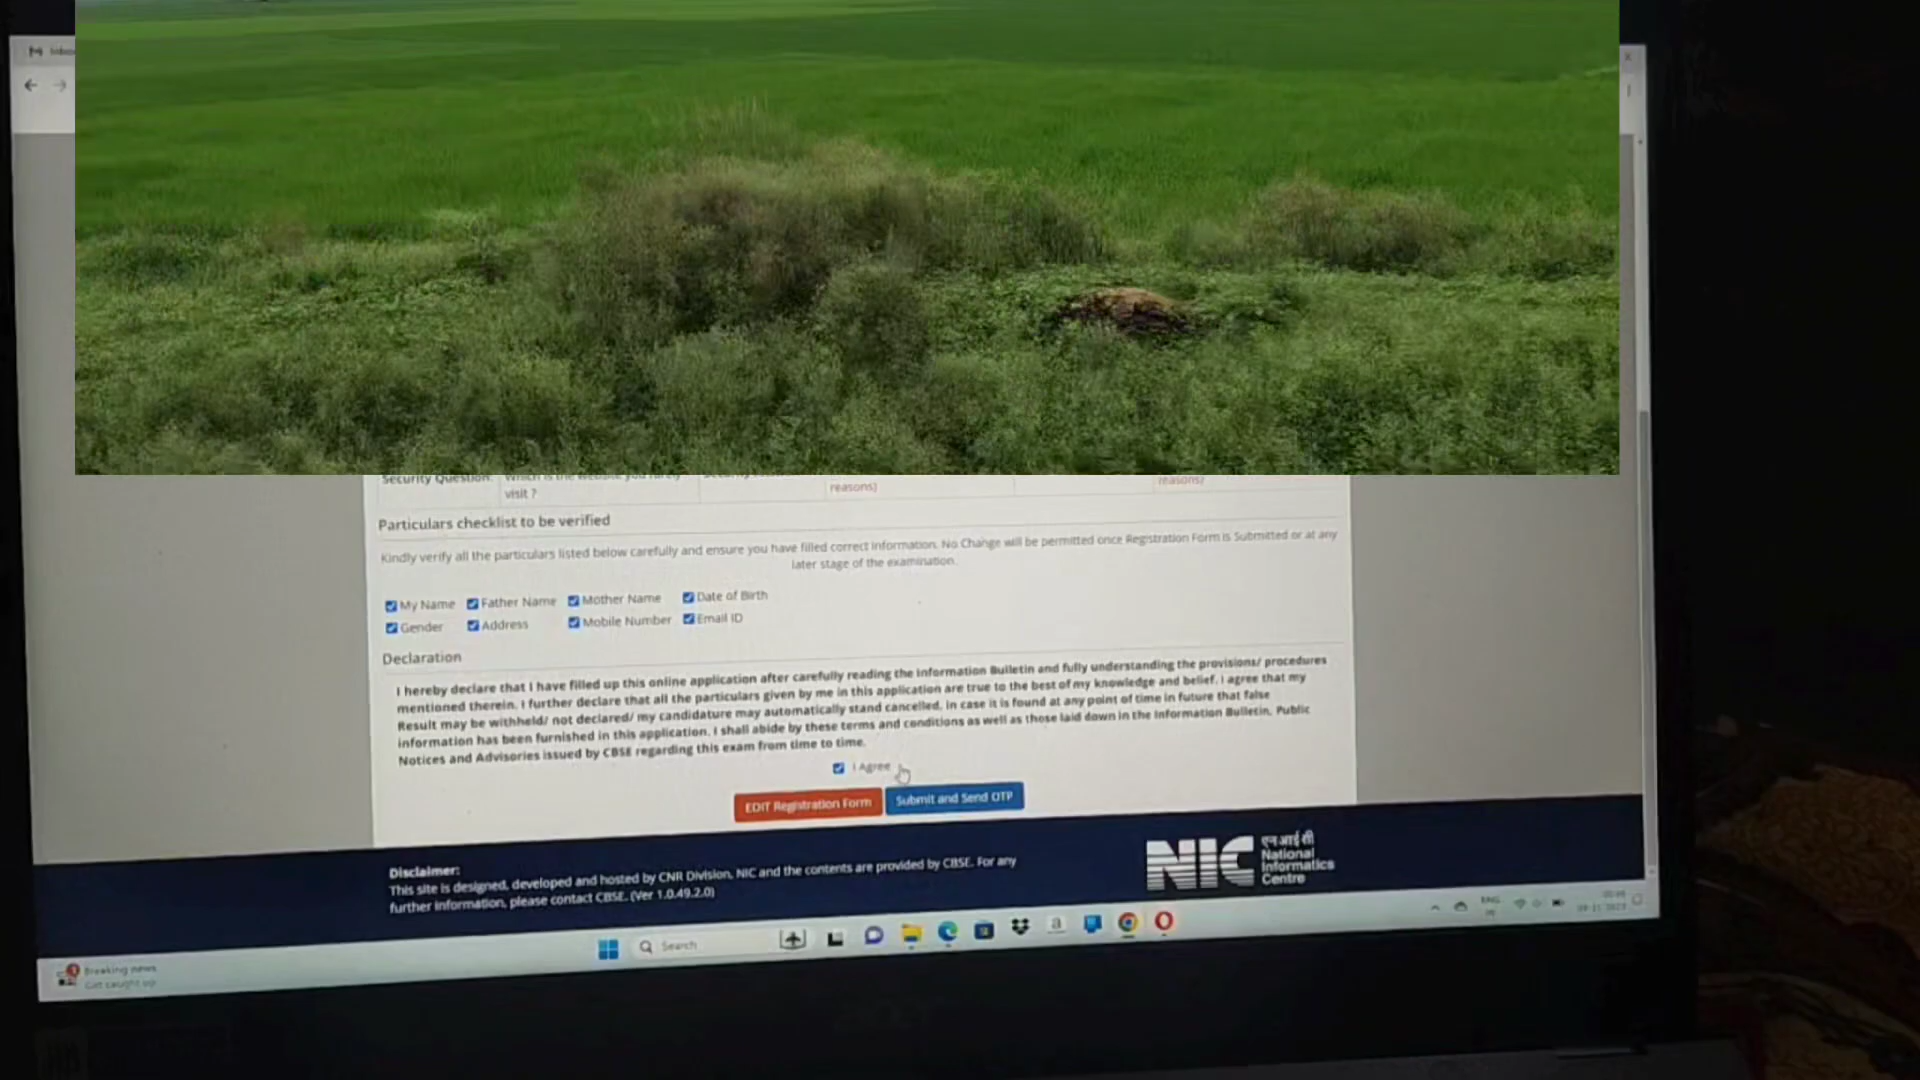 Security Question:
visit ?
reasons)
reasons)
Particulars checklist to be verified
Kindly verify all the particulars listed below carefully and ensure you have filled correct information. No Change will be permitted once Registration Form is Submitted or at any
later stage of the examination.
My Name Father Name Mother Name Date of Birth
Gender Address Mobile Number Email ID
Declaration
I hereby declare that I have filled up this online application after carefully reading the Information Bulletin and fully understanding the provisions/ procedures
mentioned therein. I further declare that all the particulars given by me in this application are true to the best of my knowledge and belief. I agree that my
Result may be withheld/ not declared/ my candidature may automatically stand cancelled, in case it is found at any point of time in future that false
information has been furnished in this application. I shall abide by these terms and conditions as well as those laid down in the Information Bulletin, Public
Notices and Advisories issued by CBSE regarding this exam from time to time.
I Agree
EDIT Registration Form Submit and Send OTP
Disclaimer:
This site is designed, developed and hosted by CNR Division, NIC and the contents are provided by CBSE. For any
further information, please contact CBSE. (Ver 1.0.49.2.0)
NIC
एन आई सी
National
Informatics
Centre
Search
ENG
Breaking news
Get caught up